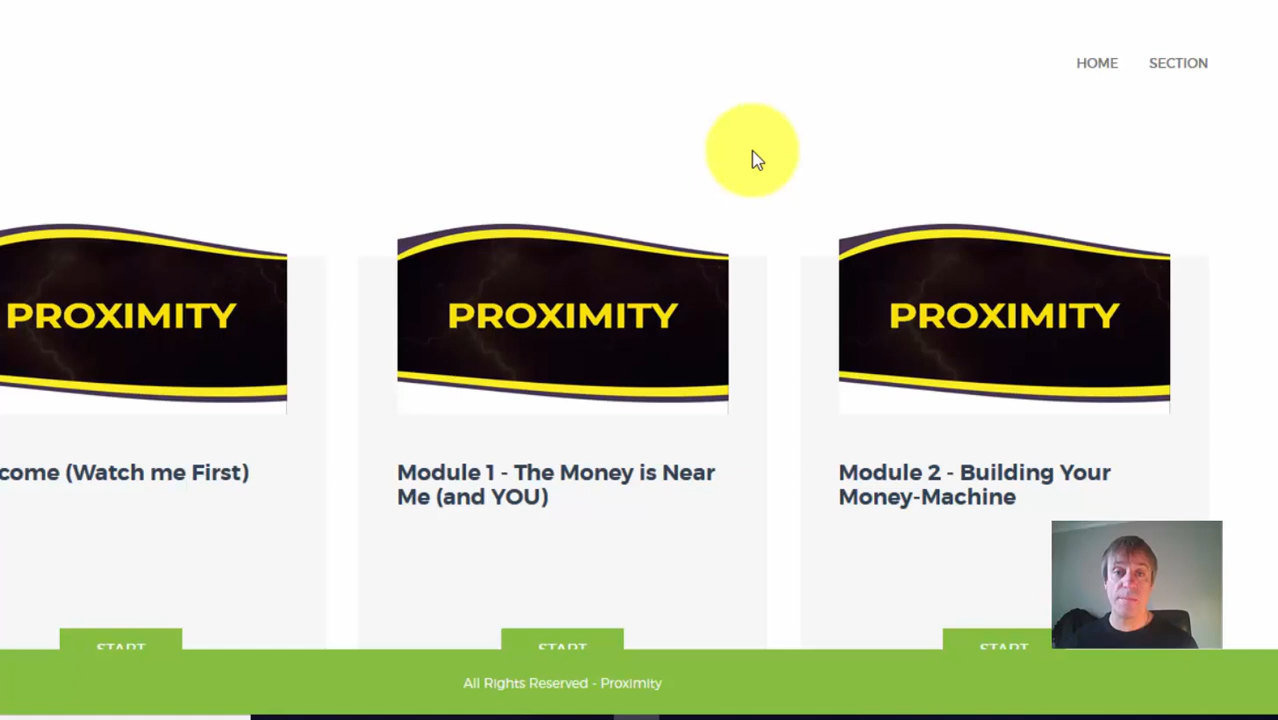 HOME SECTION
PROXIMITY PROXIMITY PROXIMITY
come (Watch me First)
Module 1 - The Money is Near
Me (and YOU)
Module 2 - Building Your
Money-Machine
START START START
All Rights Reserved - Proximity